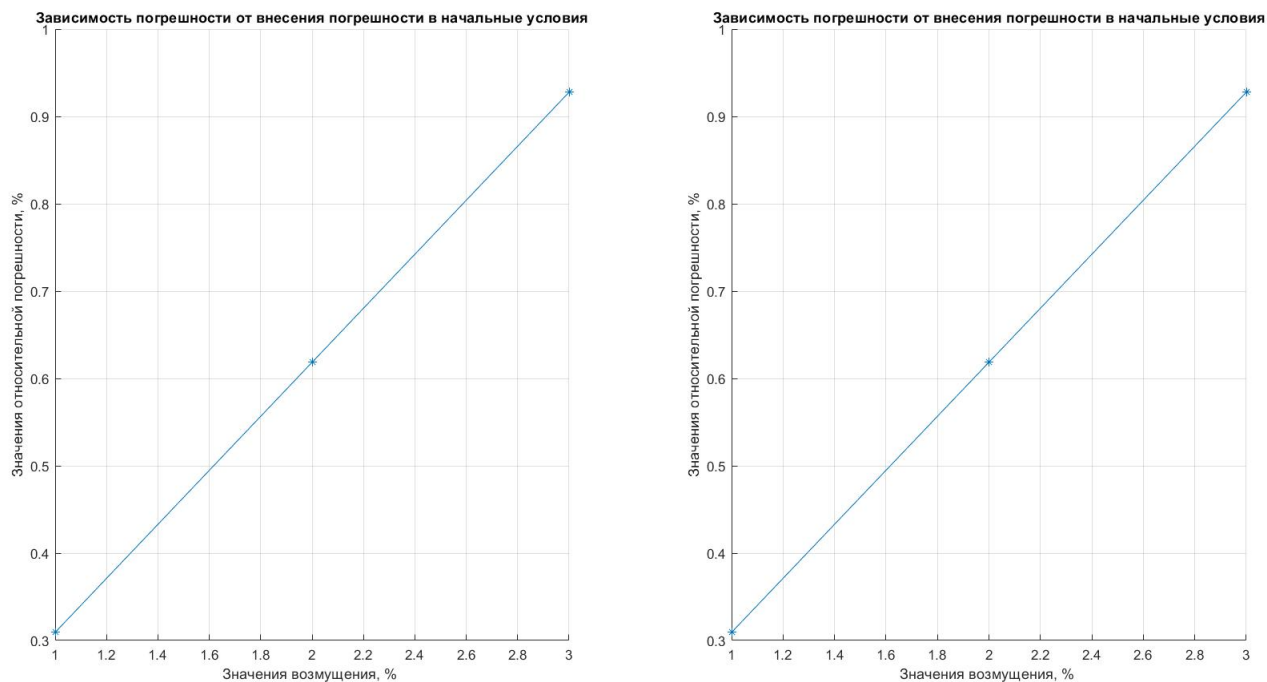 Зависимость погрешности от внесения погрешности в начальные условия
1
0.9
0.8
0.7
0.6
0.5
0.4
0.3
Значения относительной погрешности, %
1 1.2 1.4 1.6 1.8 2 2.2 2.4 2.6 2.8 3
Значения возмущения, %
Зависимость погрешности от внесения погрешности в начальные условия
1
0.9
0.8
0.7
0.6
0.5
0.4
0.3
Значения относительной погрешности, %
1 1.2 1.4 1.6 1.8 2 2.2 2.4 2.6 2.8 3
Значения возмущения, %